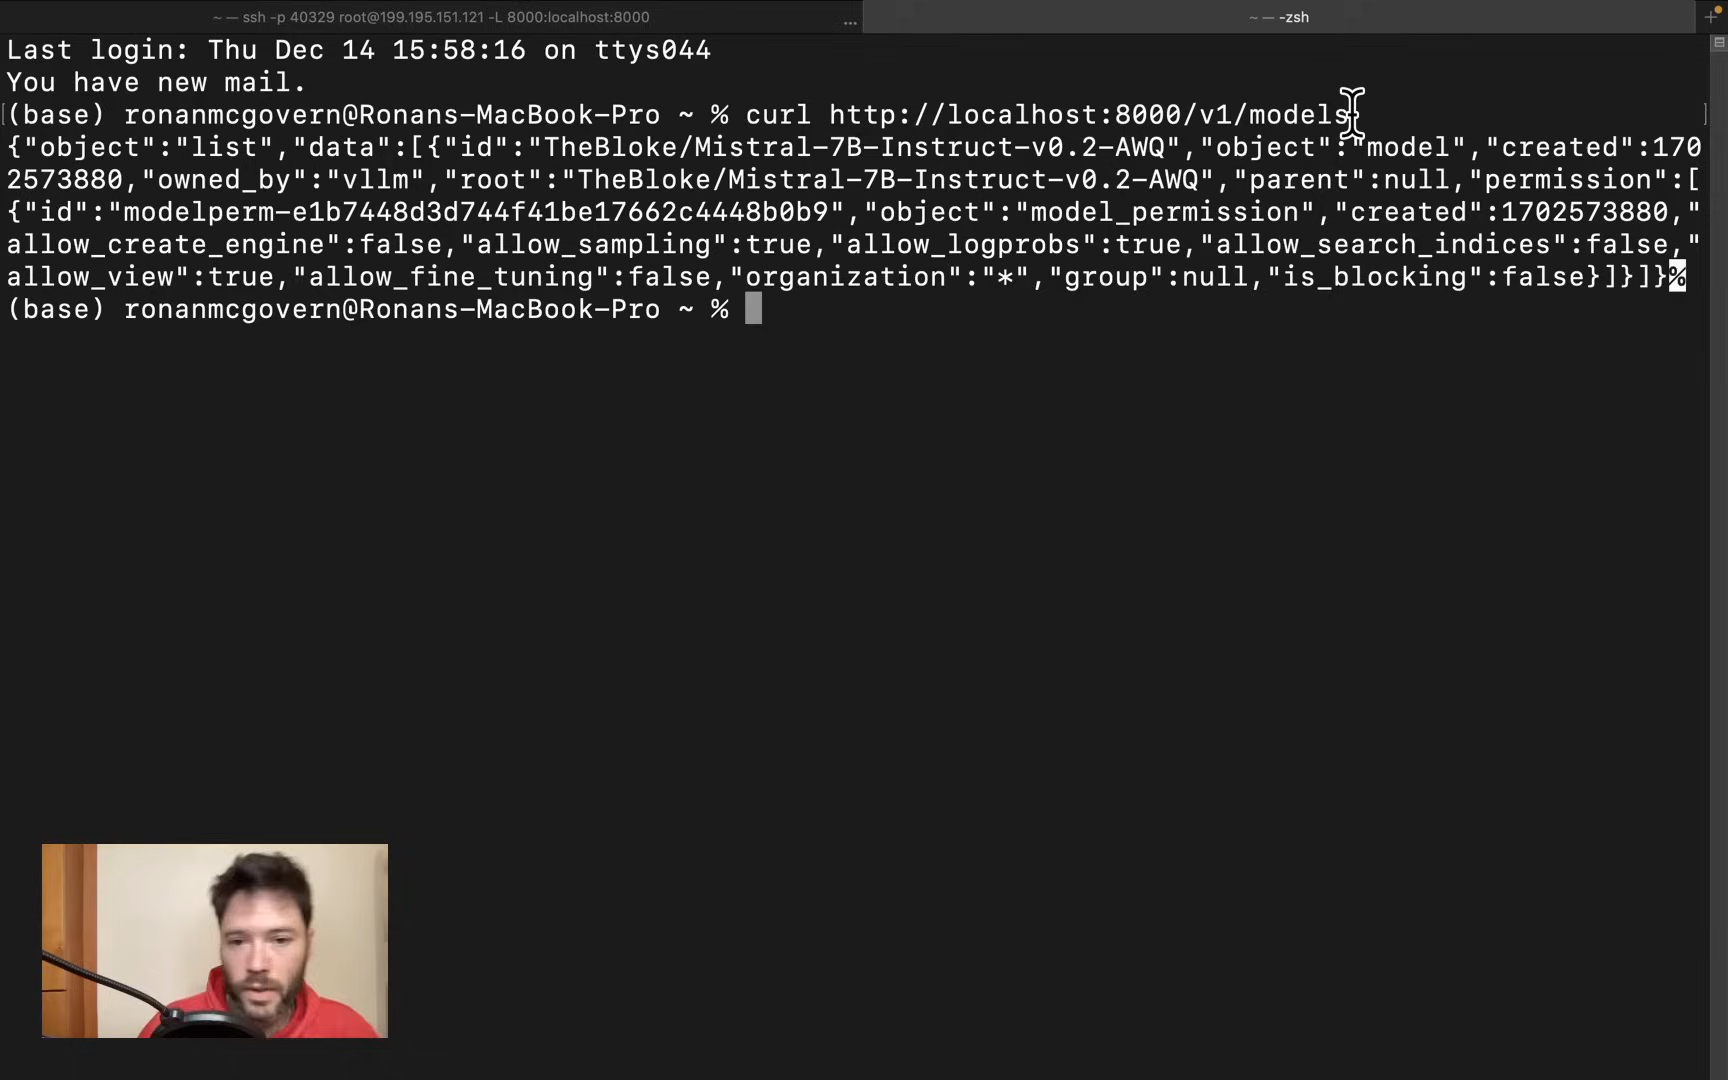 ~ — ssh -p 40329 root@199.195.151.121 -L 8000:localhost:8000 ... ~ — -zsh +
Last login: Thu Dec 14 15:58:16 on ttys044
You have new mail.
(base) ronanmcgovern@Ronans-MacBook-Pro ~ % curl http://localhost:8000/v1/models
{"object":"list","data":[{"id":"TheBloke/Mistral-7B-Instruct-v0.2-AWQ","object":"model","created":170
2573880,"owned_by":"vllm","root":"TheBloke/Mistral-7B-Instruct-v0.2-AWQ","parent":null,"permission":[
{"id":"modelperm-e1b7448d3d744f41be17662c4448b0b9","object":"model_permission","created":1702573880,"
allow_create_engine":false,"allow_sampling":true,"allow_logprobs":true,"allow_search_indices":false,"
allow_view":true,"allow_fine_tuning":false,"organization":"*","group":null,"is_blocking":false}]}]}%
(base) ronanmcgovern@Ronans-MacBook-Pro ~ %